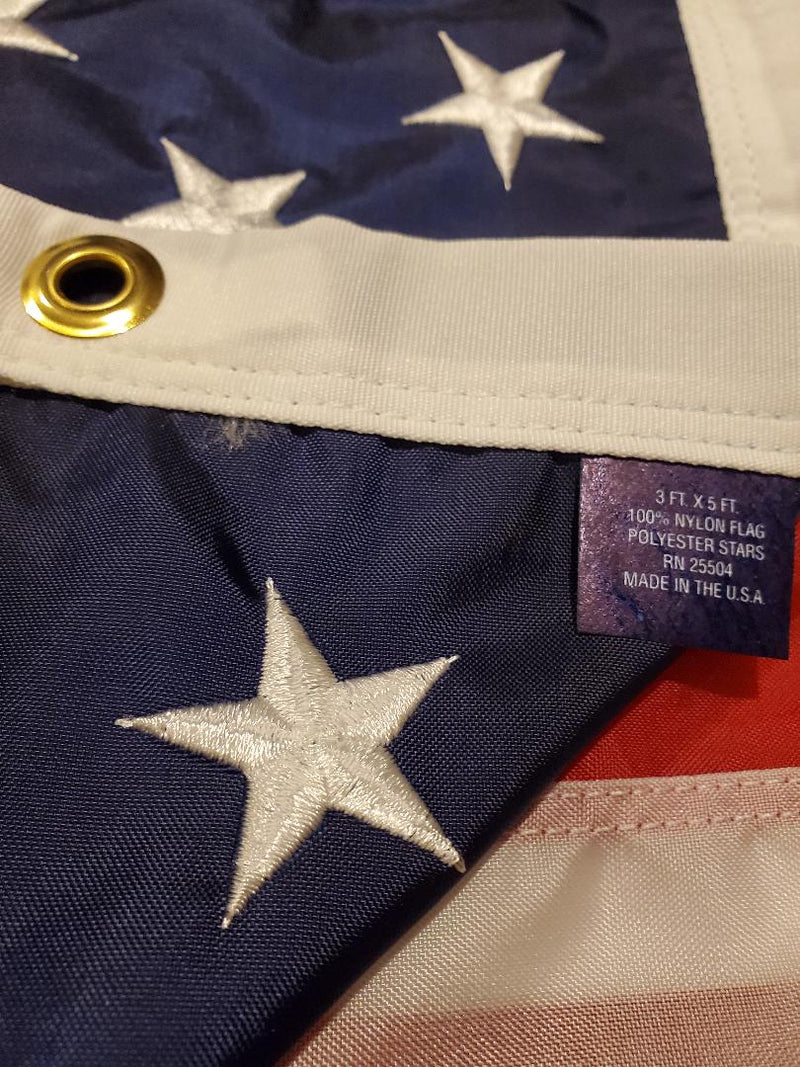 3 FT. X 5 FT.
100% NYLON FLAG
POLYESTER STARS
RN 25504
MADE IN THE U.S.A.